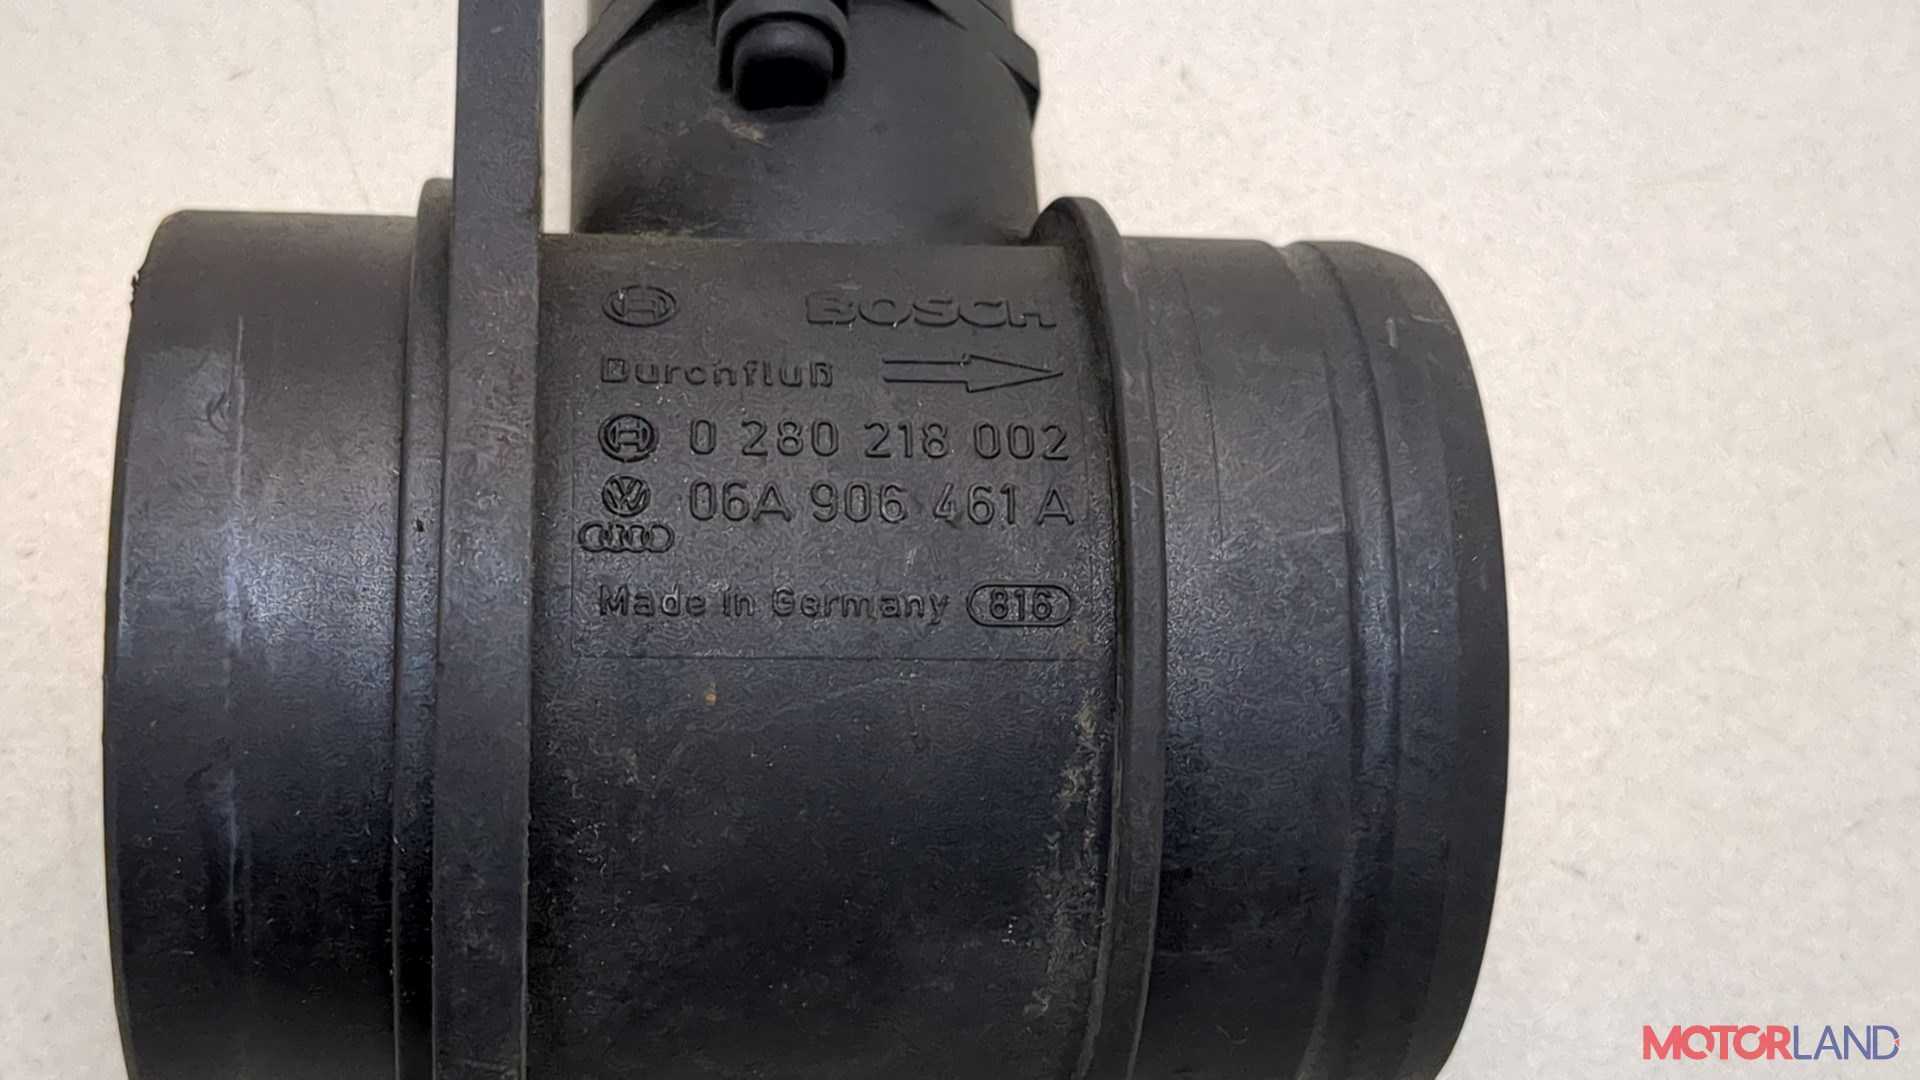 BOSCH
Durchfluß
0 280 218 002
06A 906 461 A
Made in Germany 816
MOTORLAND